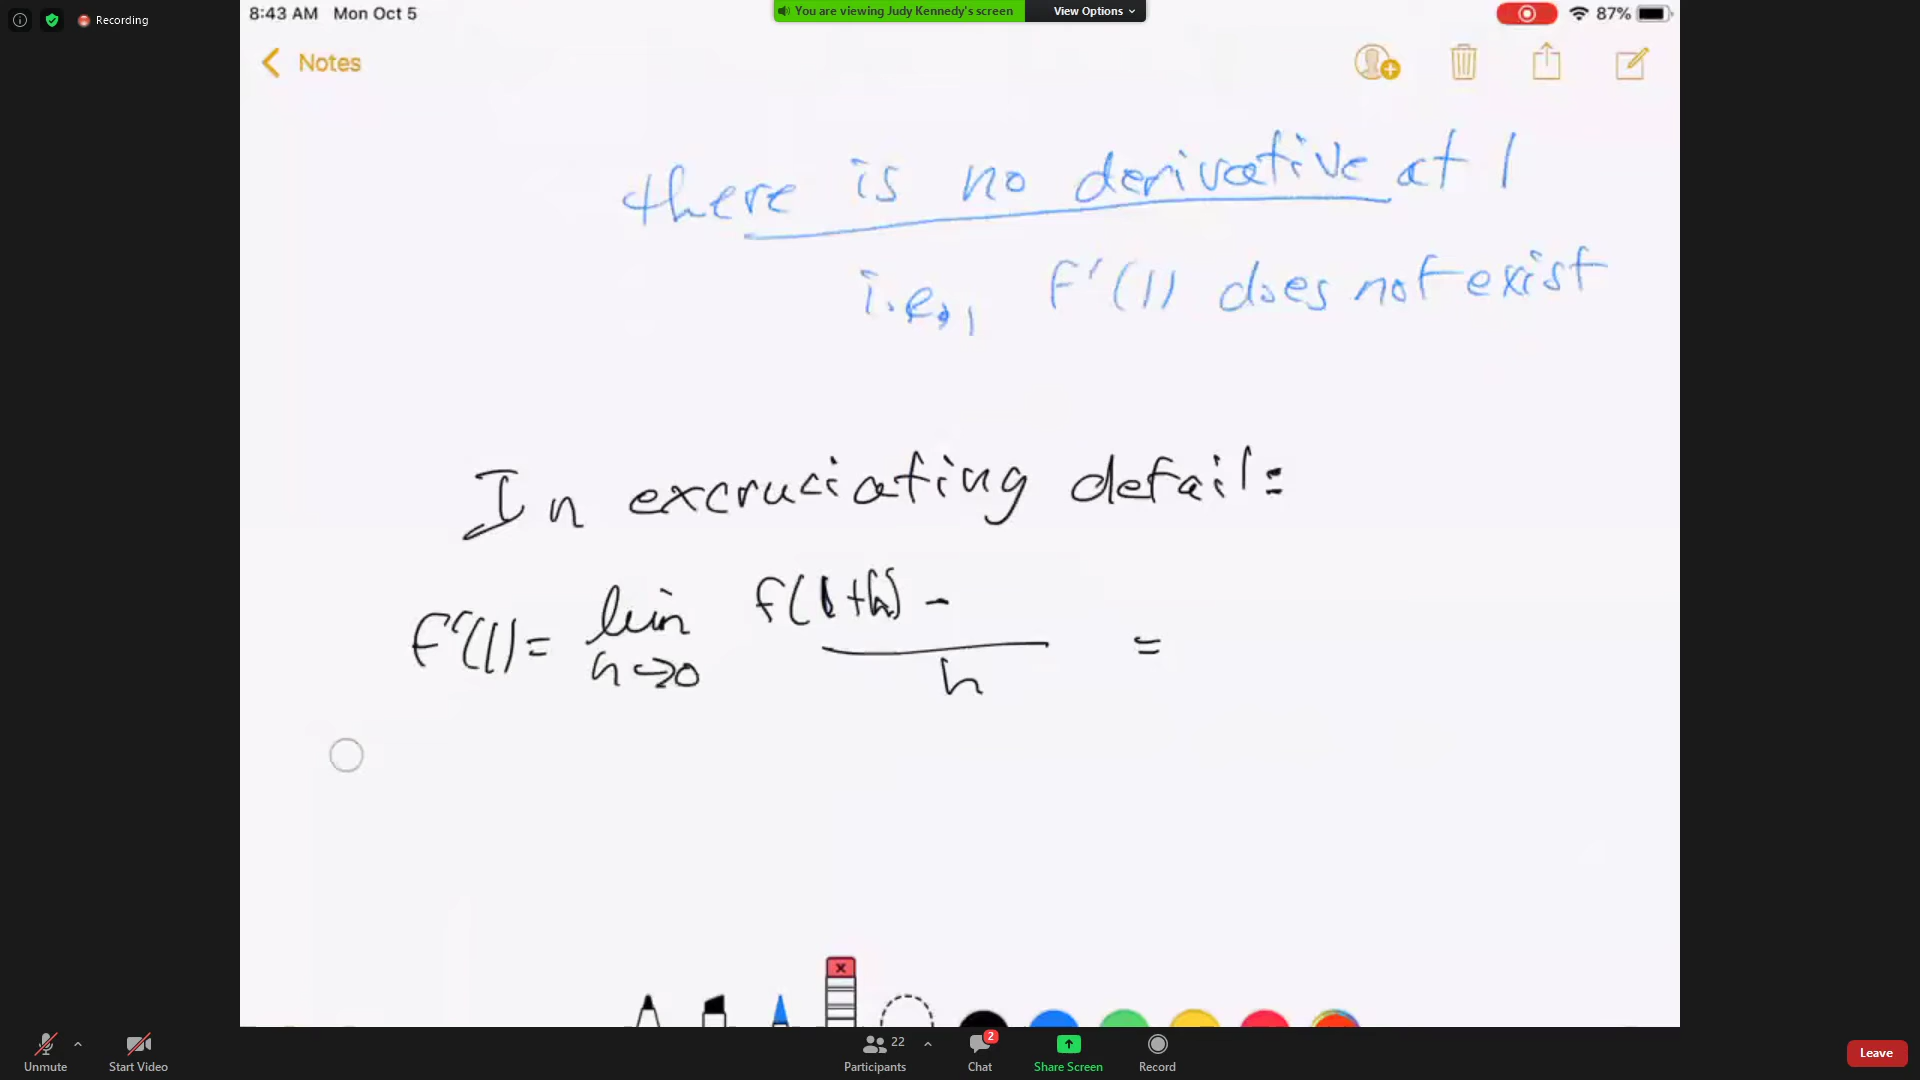 Recording
8:43 AM Mon Oct 5
You are viewing Judy Kennedy's screen
View Options
87%
Notes
there is no derivative at 1
i.e., f'(1) does not exist
In excruciating detail:
f'(1) = lim h→0 f(1+h) - / h =
Unmute
Start Video
22
Participants
2
Chat
Share Screen
Record
Leave